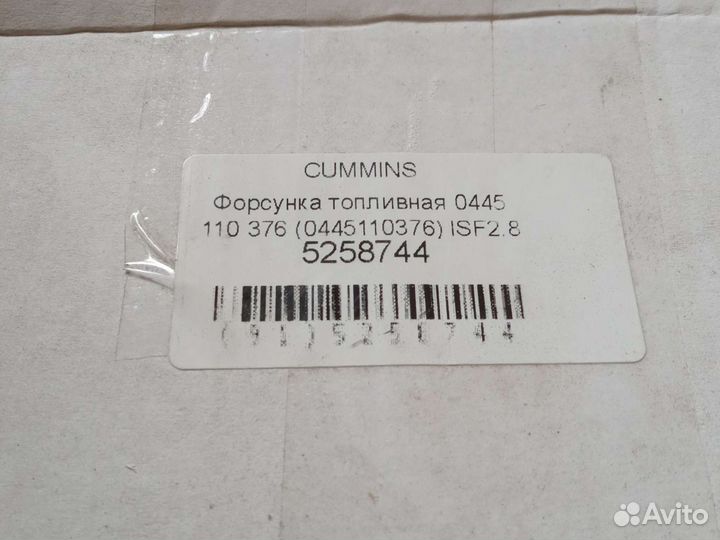 CUMMINS
Форсунка топливная 0445
110 376 (0445110376) ISF2.8
5258744
(91)5258744
Avito